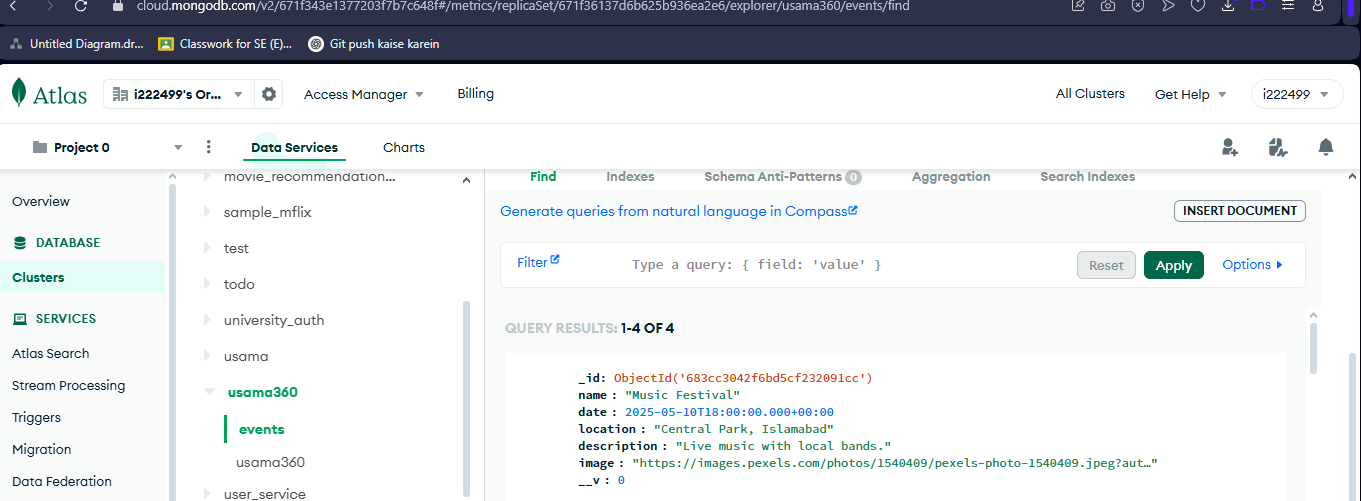 cloud.mongodb.com/v2/671f343e1377203f7b7c648f#/metrics/replicaSet/671f36137d6b625b936ea2e6/explorer/usama360/events/find
Untitled Diagram.dr... Classwork for SE (E)... Git push kaise karein
Atlas i222499's Or... Access Manager Billing All Clusters Get Help i222499
Project 0 Data Services Charts
Overview
DATABASE
Clusters
SERVICES
Atlas Search
Stream Processing
Triggers
Migration
Data Federation
movie_recommendation...
sample_mflix
test
todo
university_auth
usama
usama360
events
usama360
user_service
Find Indexes Schema Anti-Patterns 0 Aggregation Search Indexes
Generate queries from natural language in Compass INSERT DOCUMENT
Filter Type a query: { field: 'value' } Reset Apply Options
QUERY RESULTS: 1-4 OF 4
_id: ObjectId('683cc3042f6bd5cf232091cc')
name : "Music Festival"
date : 2025-05-10T18:00:00.000+00:00
location : "Central Park, Islamabad"
description : "Live music with local bands."
image : "https://images.pexels.com/photos/1540409/pexels-photo-1540409.jpeg?aut…"
__v : 0